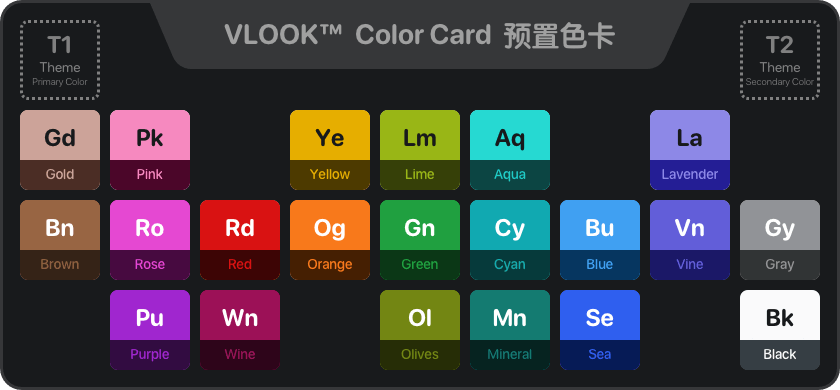 VLOOK™ Color Card 预置色卡
T1
Theme
Primary Color
T2
Theme
Secondary Color
Gd
Gold
Pk
Pink
Ye
Yellow
Lm
Lime
Aq
Aqua
La
Lavender
Bn
Brown
Ro
Rose
Rd
Red
Og
Orange
Gn
Green
Cy
Cyan
Bu
Blue
Vn
Vine
Gy
Gray
Pu
Purple
Wn
Wine
Ol
Olives
Mn
Mineral
Se
Sea
Bk
Black